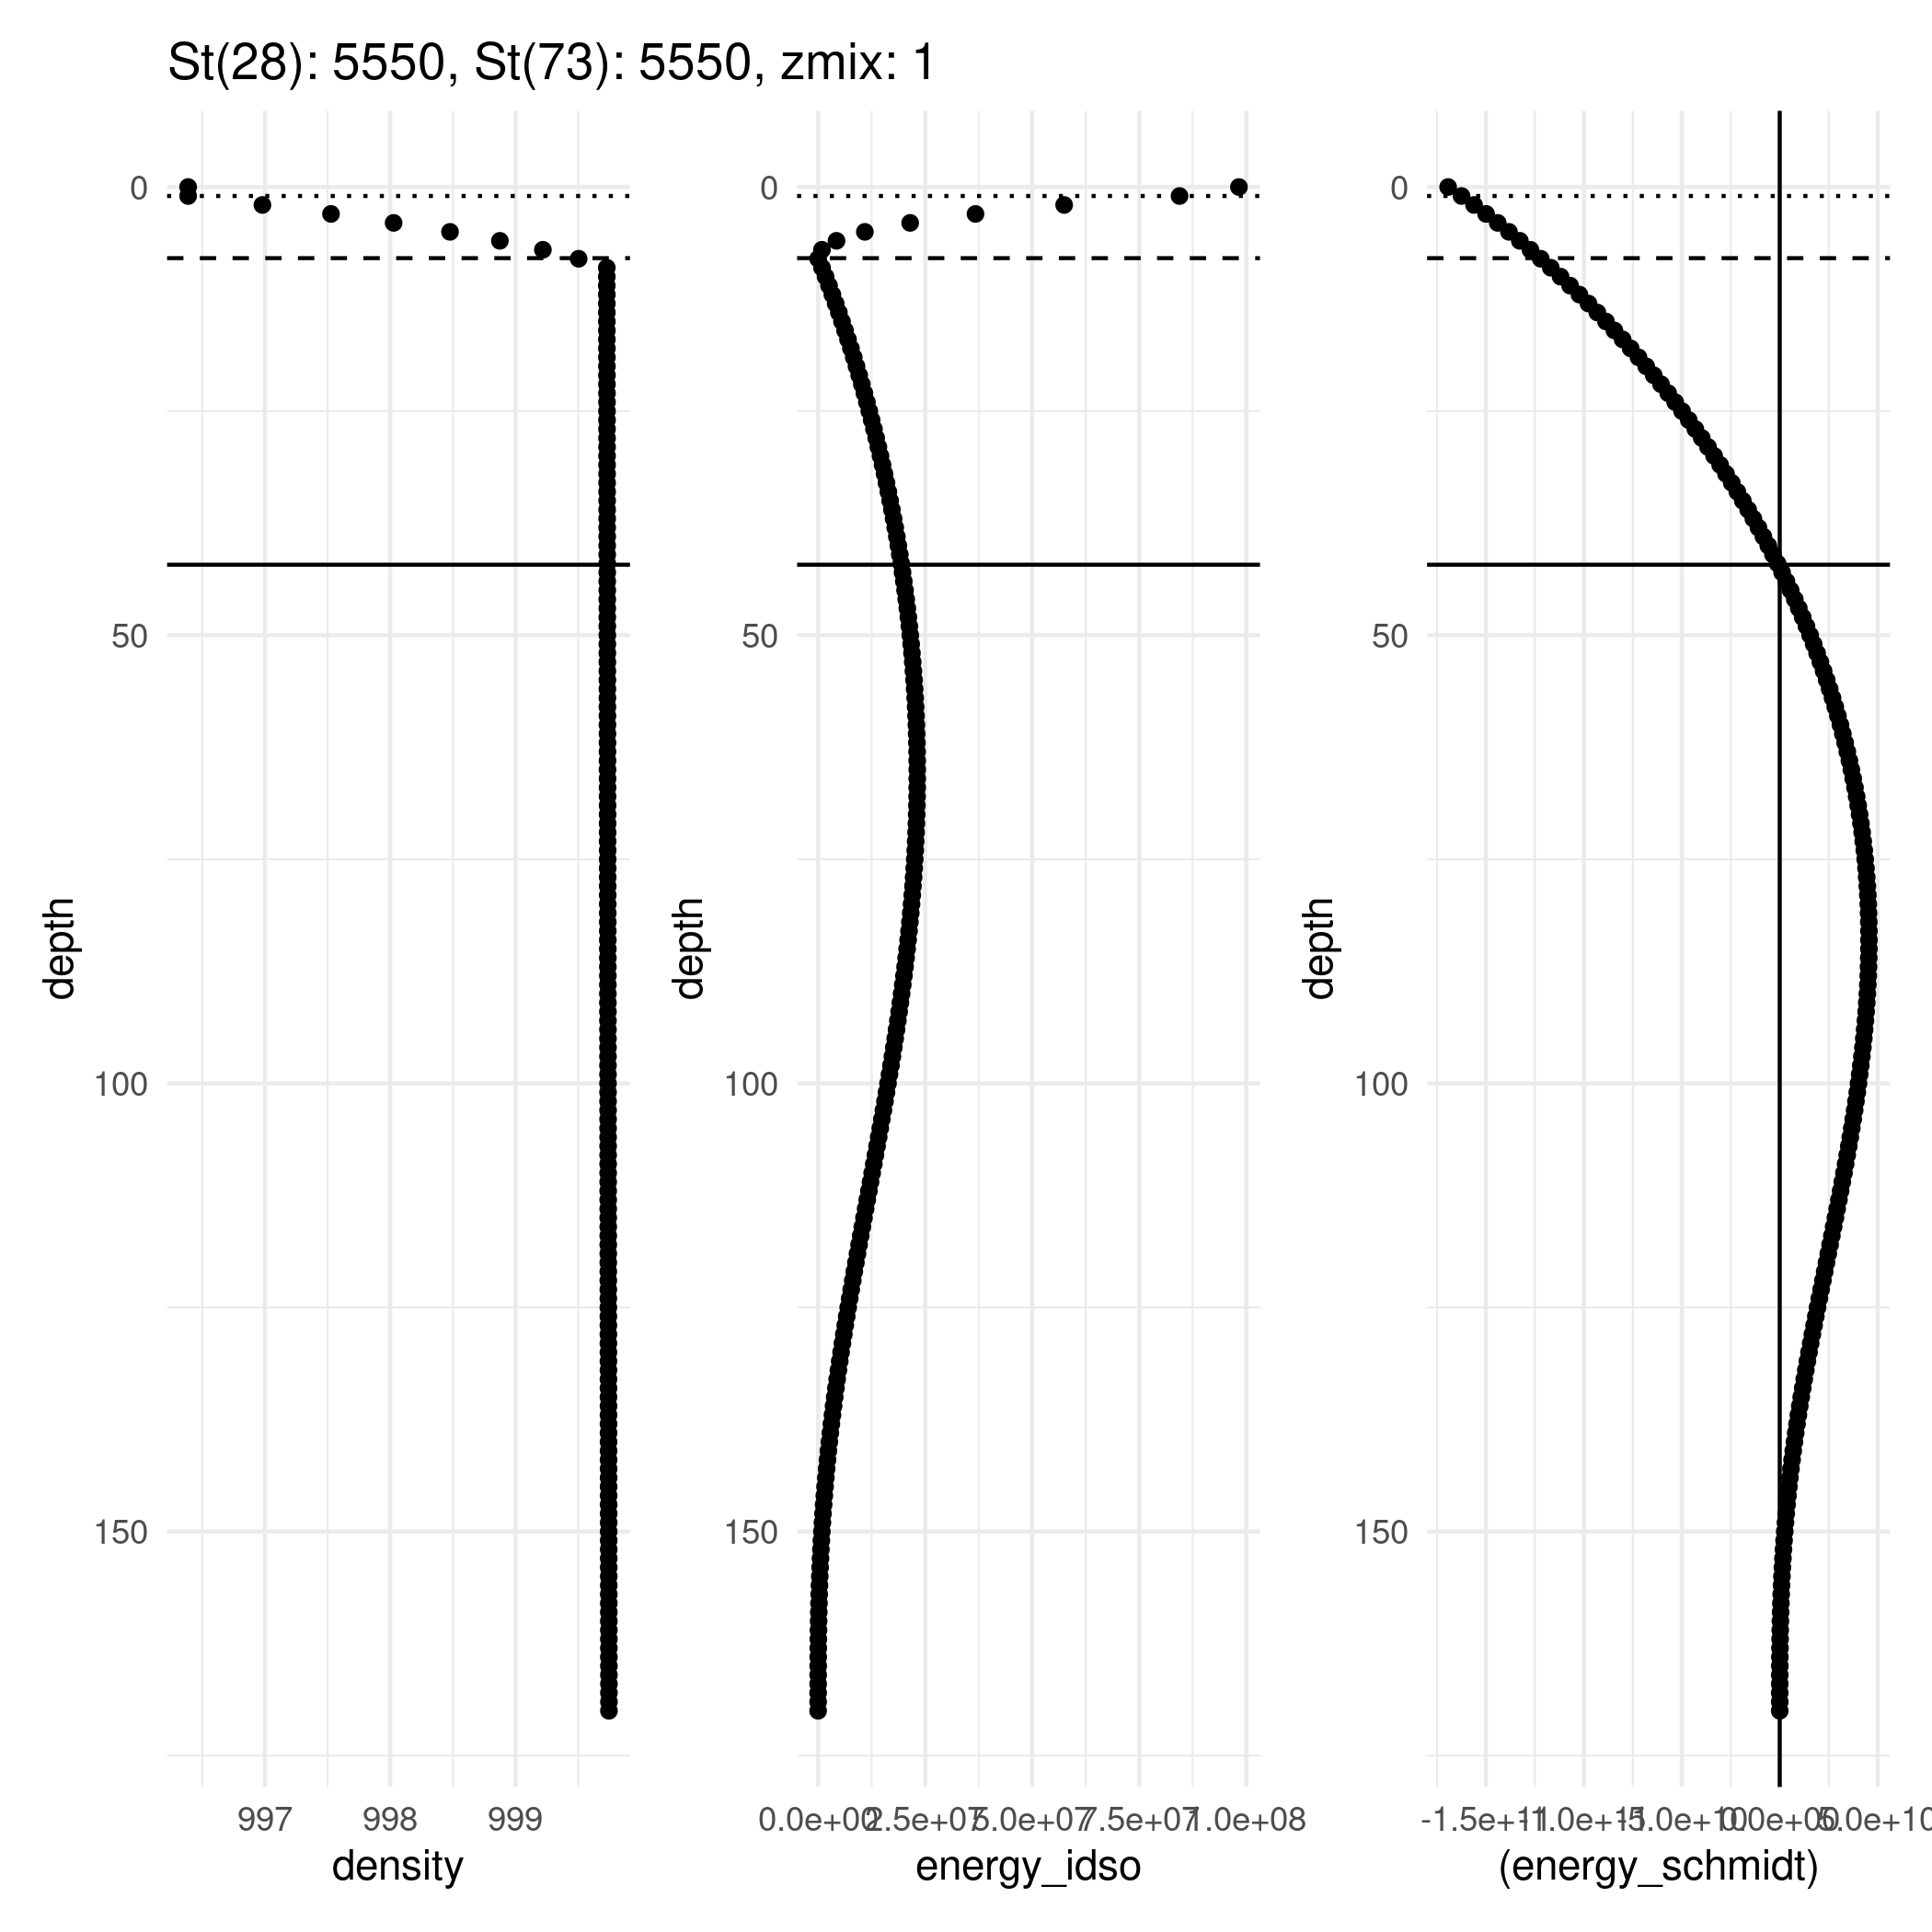 St(28): 5550, St(73): 5550, zmix: 1
0
50
100
150
depth
997 998 999
density
0
50
100
150
depth
0.0e+00 2.5e+07 5.0e+07 7.5e+07 1.0e+08
energy_idso
0
50
100
150
depth
-1.5e+11 -1.0e+11 -5.0e+10 0.0e+00 5.0e+10
(energy_schmidt)